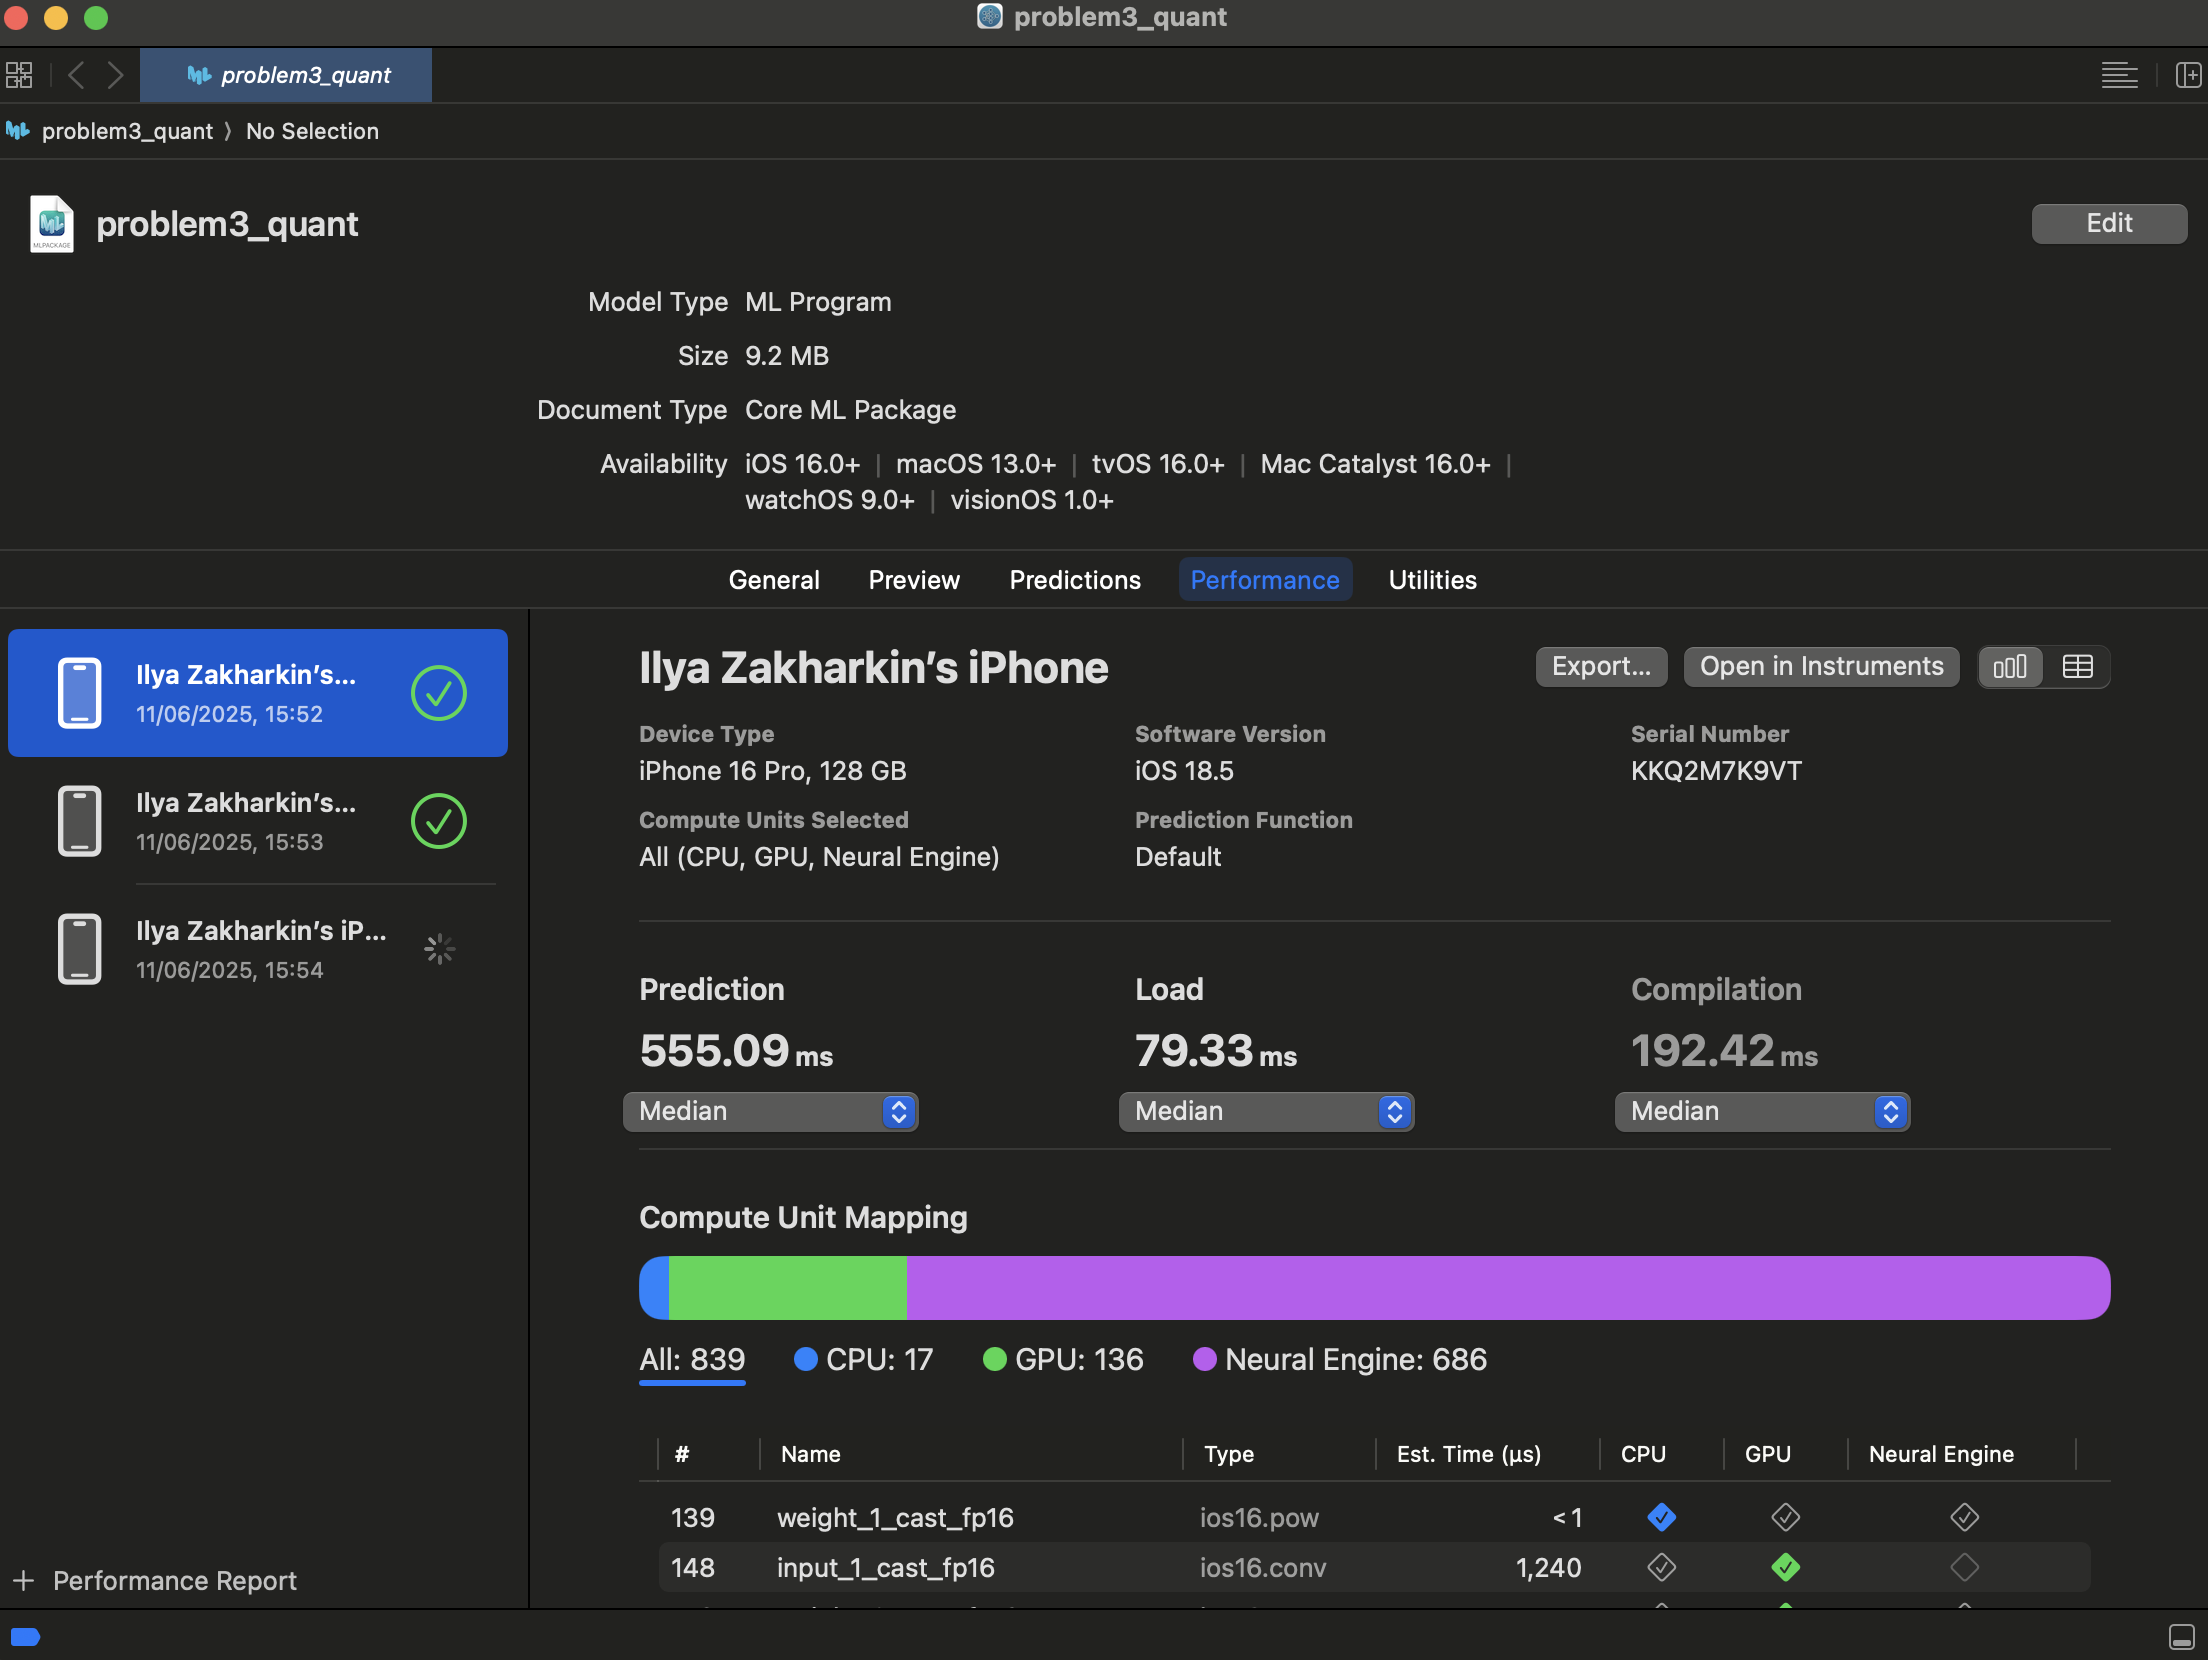 problem3_quant
problem3_quant
problem3_quant 〉 No Selection
MLPACKAGE
problem3_quant
Edit
Model Type ML Program
Size 9.2 MB
Document Type Core ML Package
Availability iOS 16.0+ | macOS 13.0+ | tvOS 16.0+ | Mac Catalyst 16.0+ |
watchOS 9.0+ | visionOS 1.0+
General Preview Predictions Performance Utilities
Ilya Zakharkin’s...
11/06/2025, 15:52
Ilya Zakharkin’s...
11/06/2025, 15:53
Ilya Zakharkin’s iP...
11/06/2025, 15:54
+ Performance Report
Ilya Zakharkin’s iPhone
Export... Open in Instruments
Device Type Software Version Serial Number
iPhone 16 Pro, 128 GB iOS 18.5 KKQ2M7K9VT
Compute Units Selected Prediction Function
All (CPU, GPU, Neural Engine) Default
Prediction Load Compilation
555.09 ms 79.33 ms 192.42 ms
Median Median Median
Compute Unit Mapping
All: 839 CPU: 17 GPU: 136 Neural Engine: 686
# Name Type Est. Time (µs) CPU GPU Neural Engine
139 weight_1_cast_fp16 ios16.pow <1
148 input_1_cast_fp16 ios16.conv 1,240